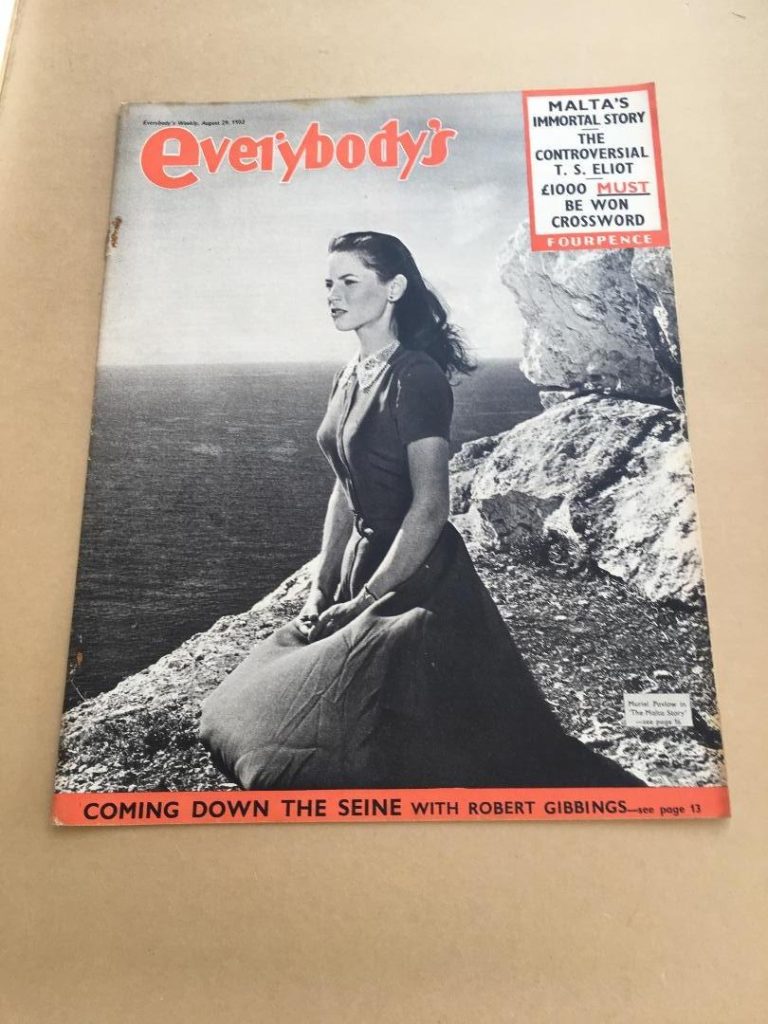 Everybody's Weekly, August 29, 1953
everybody's
MALTA'S
IMMORTAL STORY
THE
CONTROVERSIAL
T. S. ELIOT
£1000 MUST
BE WON
CROSSWORD
FOURPENCE
Muriel Pavlow in
'The Malta Story'
—see page 16
COMING DOWN THE SEINE WITH ROBERT GIBBINGS—see page 13